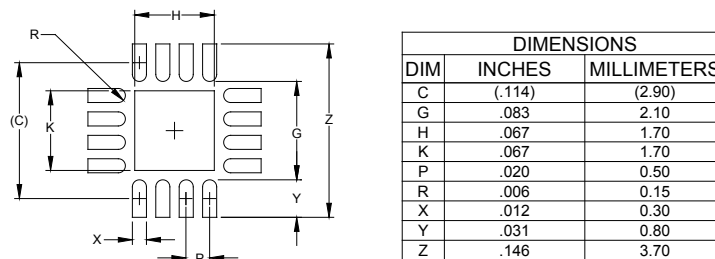 H
R
(C)
K
G
Z
Y
X
P
DIMENSIONS
DIM INCHES MILLIMETERS
C (.114) (2.90)
G .083 2.10
H .067 1.70
K .067 1.70
P .020 0.50
R .006 0.15
X .012 0.30
Y .031 0.80
Z .146 3.70